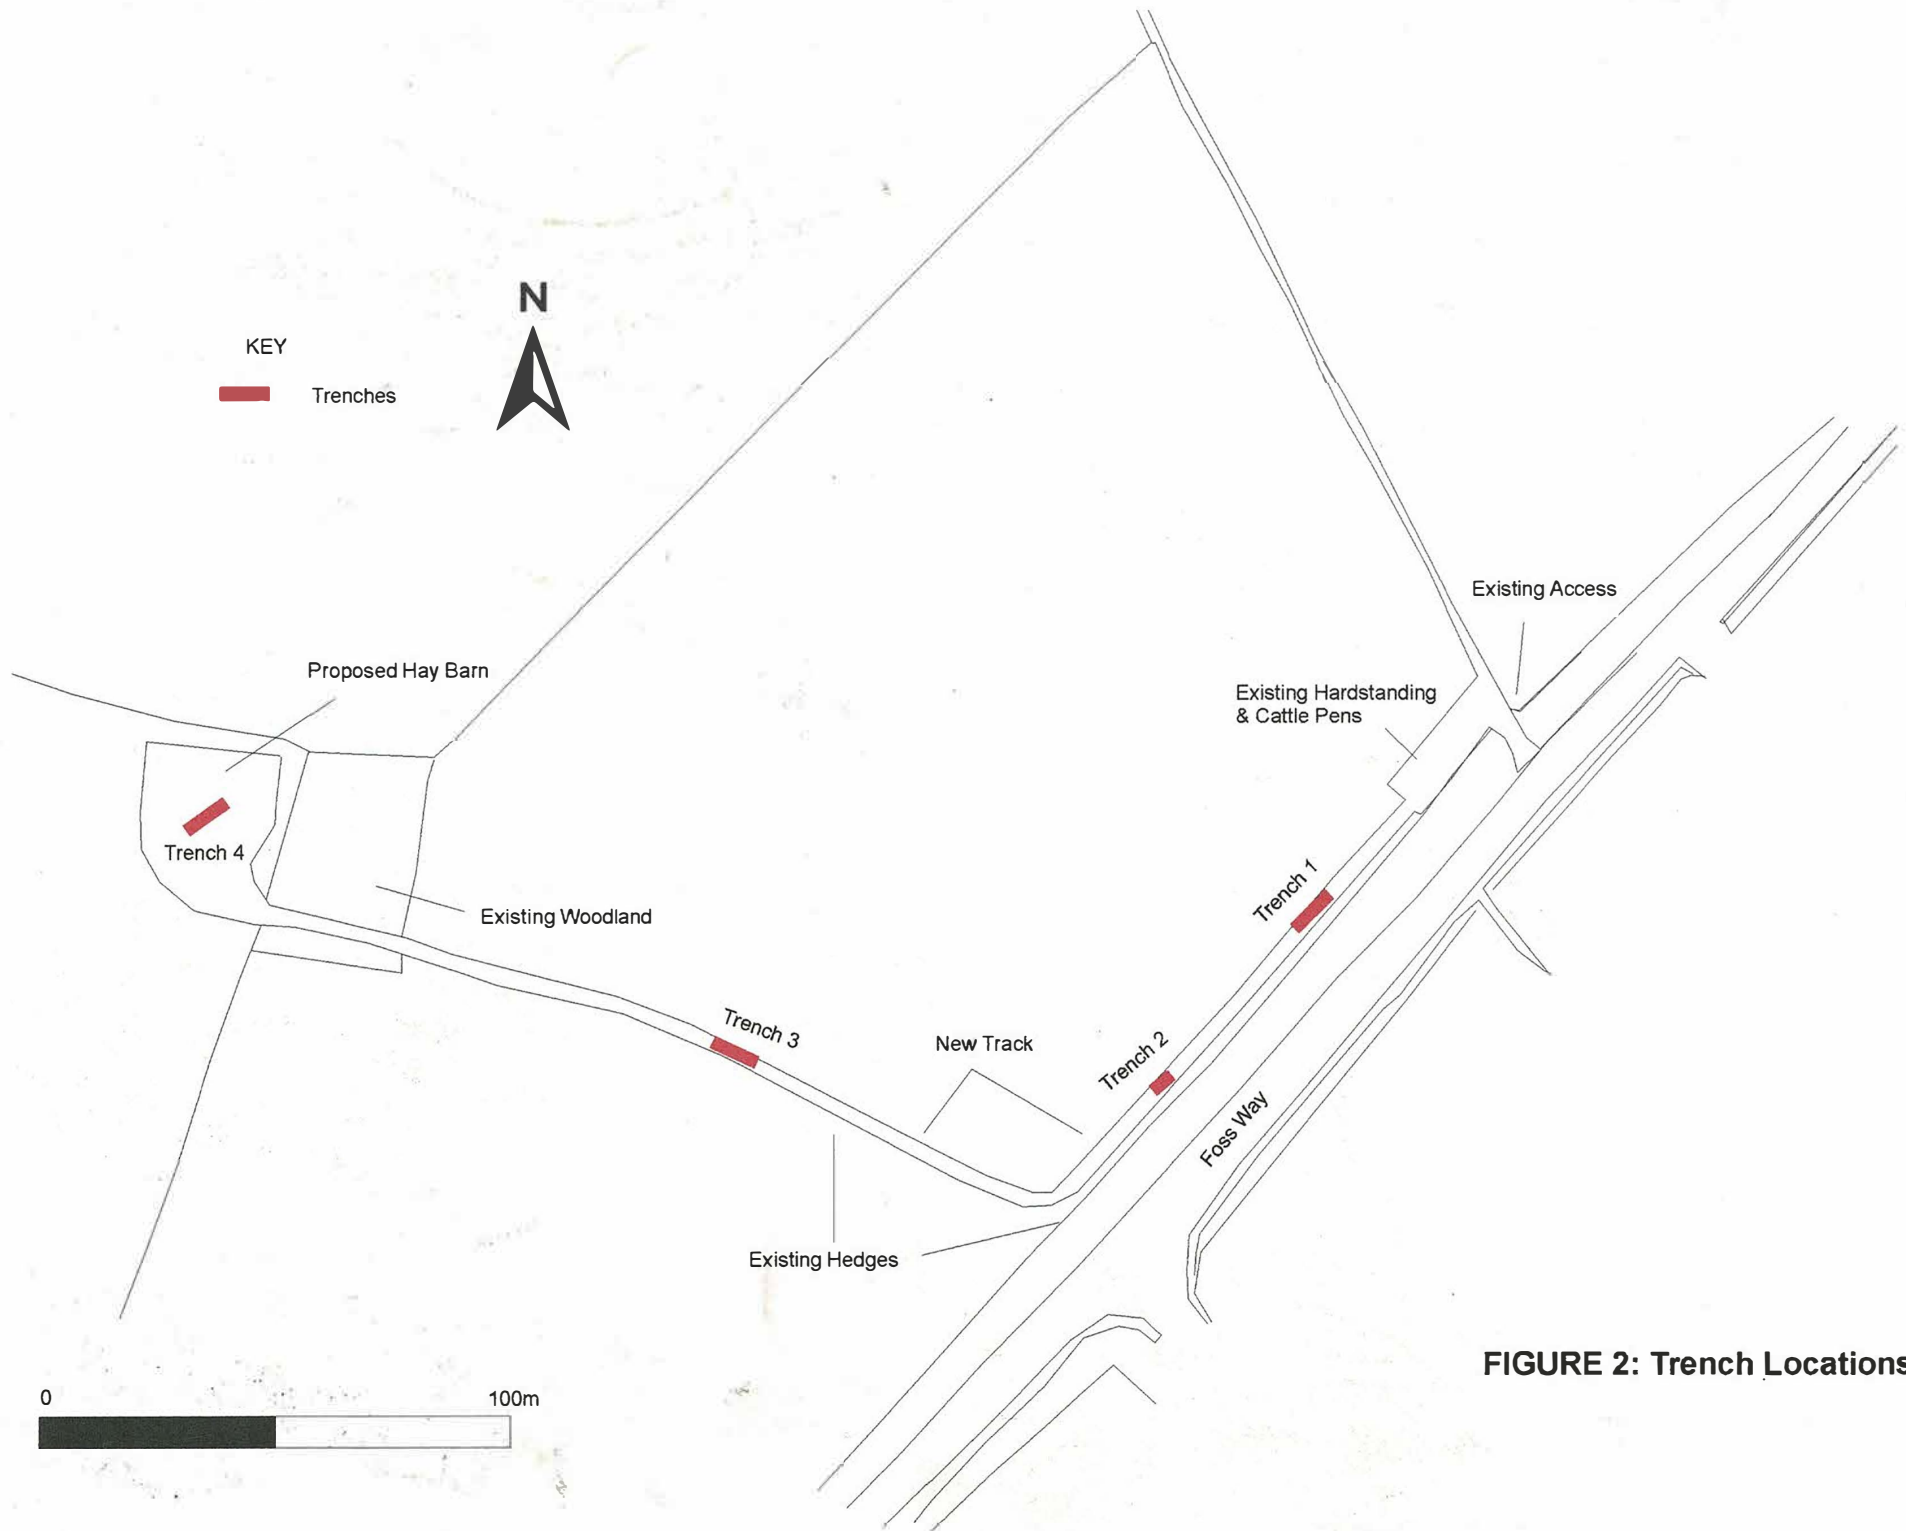 N
KEY
Trenches
Existing Access
Proposed Hay Barn
Existing Hardstanding
& Cattle Pens
Trench 4
Trench 1
Existing Woodland
Trench 3
New Track
Trench 2
Foss Way
Existing Hedges
FIGURE 2: Trench Locations
0 100m